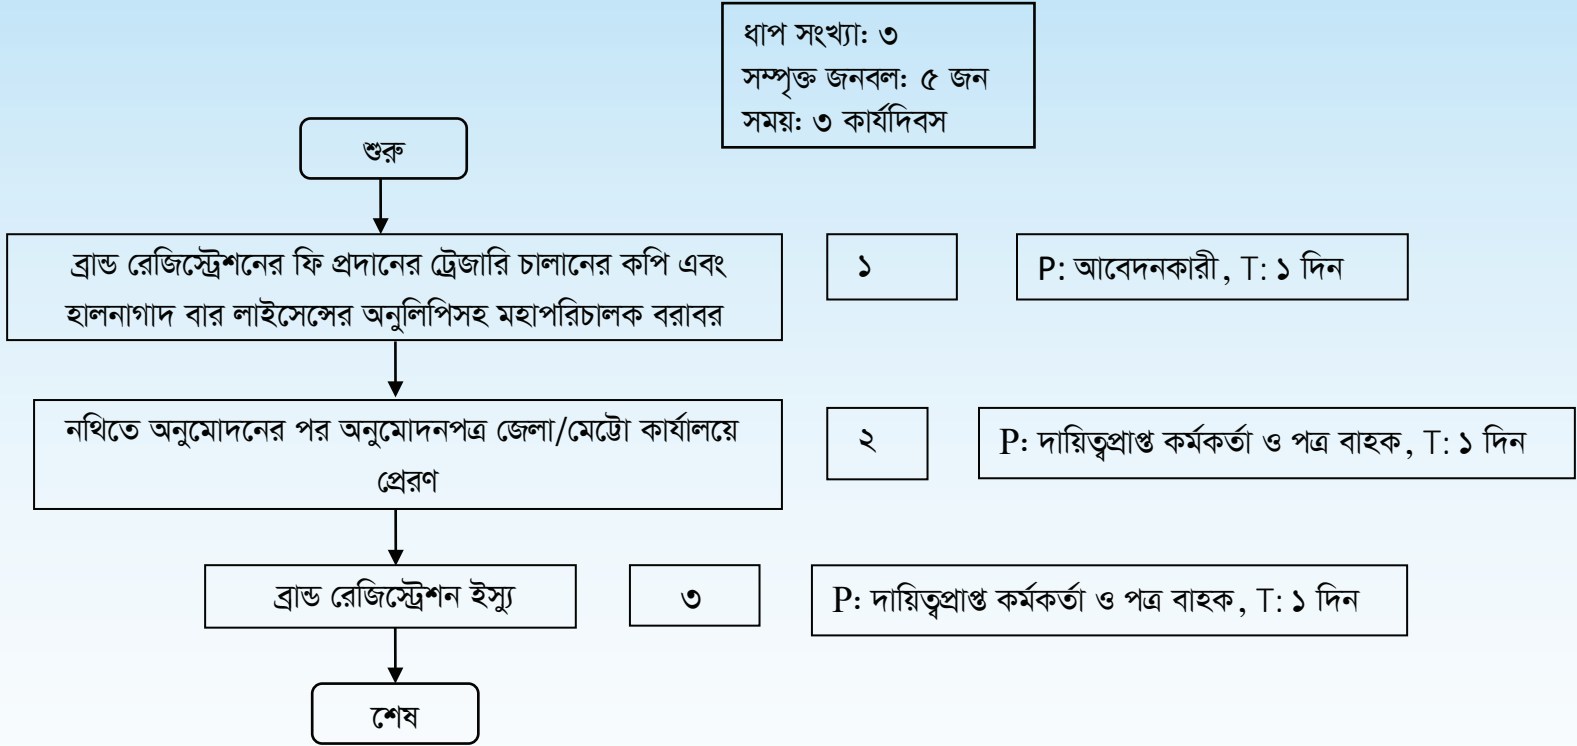 ধাপ সংখ্যা: ৩
সম্পৃক্ত জনবল: ৫ জন
সময়: ৩ কার্যদিবস
শুরু
ব্রান্ড রেজিস্ট্রেশনের ফি প্রদানের ট্রেজারি চালানের কপি এবং
হালনাগাদ বার লাইসেন্সের অনুলিপিসহ মহাপরিচালক বরাবর
১
P: আবেদনকারী, T: ১ দিন
নথিতে অনুমোদনের পর অনুমোদনপত্র জেলা/মেট্টো কার্যালয়ে
প্রেরণ
২
P: দায়িত্বপ্রাপ্ত কর্মকর্তা ও পত্র বাহক, T: ১ দিন
ব্রান্ড রেজিস্ট্রেশন ইস্যু
৩
P: দায়িত্বপ্রাপ্ত কর্মকর্তা ও পত্র বাহক, T: ১ দিন
শেষ